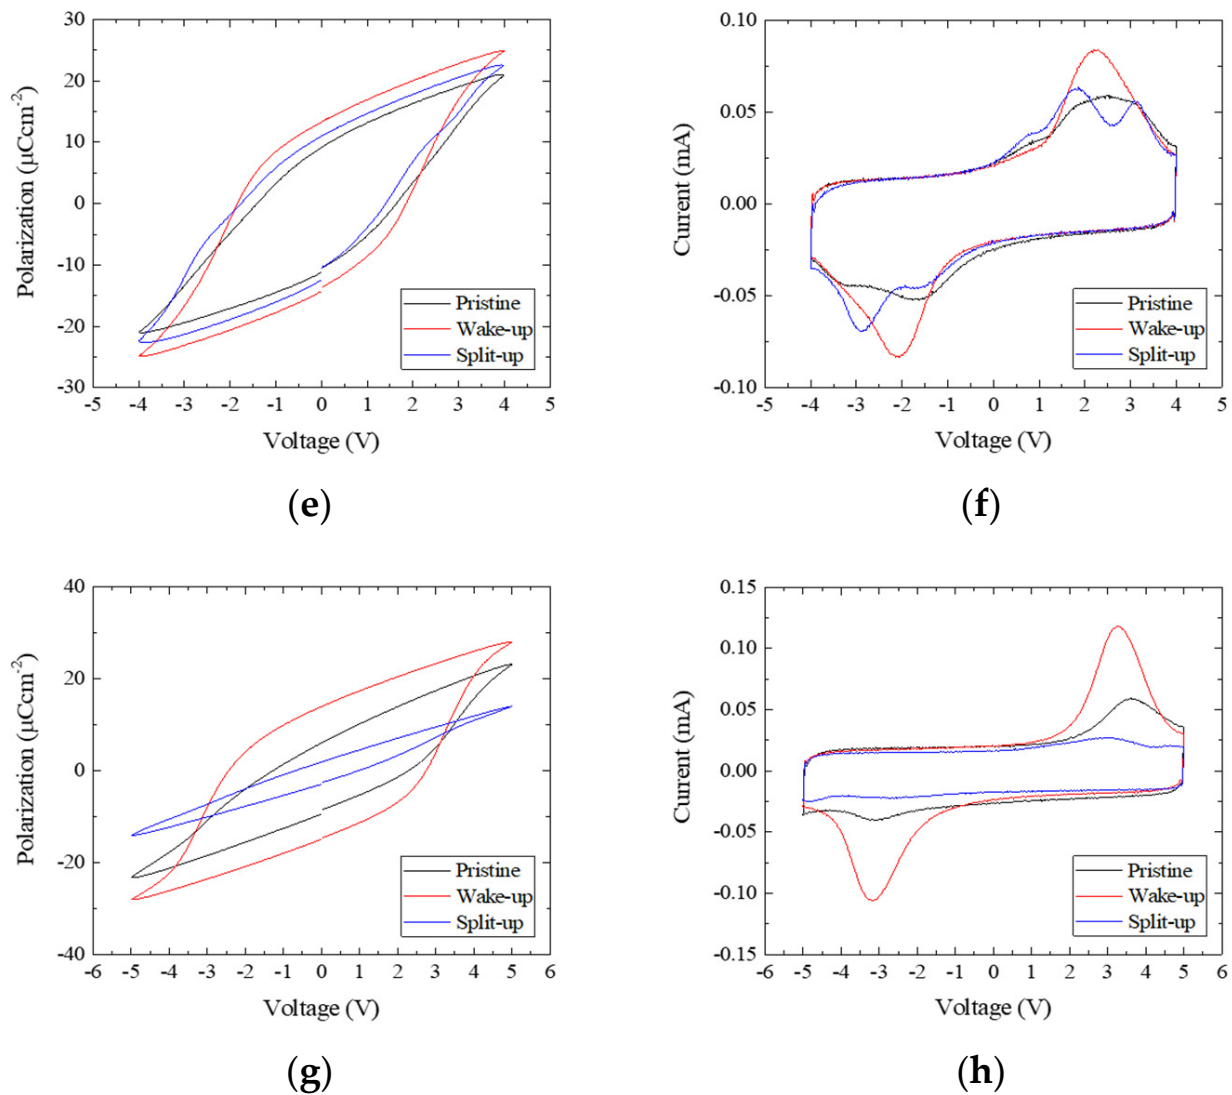 30
20
10
0
-10
-20
-30
-5 -4 -3 -2 -1 0 1 2 3 4 5
Polarization (μCcm-2)
Voltage (V)
Pristine
Wake-up
Split-up
(e)
0.10
0.05
0.00
-0.05
-0.10
-5 -4 -3 -2 -1 0 1 2 3 4 5
Current (mA)
Voltage (V)
Pristine
Wake-up
Split-up
(f)
40
20
0
-20
-40
-6 -5 -4 -3 -2 -1 0 1 2 3 4 5 6
Polarization (μCcm-2)
Voltage (V)
Pristine
Wake-up
Split-up
(g)
0.15
0.10
0.05
0.00
-0.05
-0.10
-0.15
-6 -5 -4 -3 -2 -1 0 1 2 3 4 5 6
Current (mA)
Voltage (V)
Pristine
Wake-up
Split-up
(h)